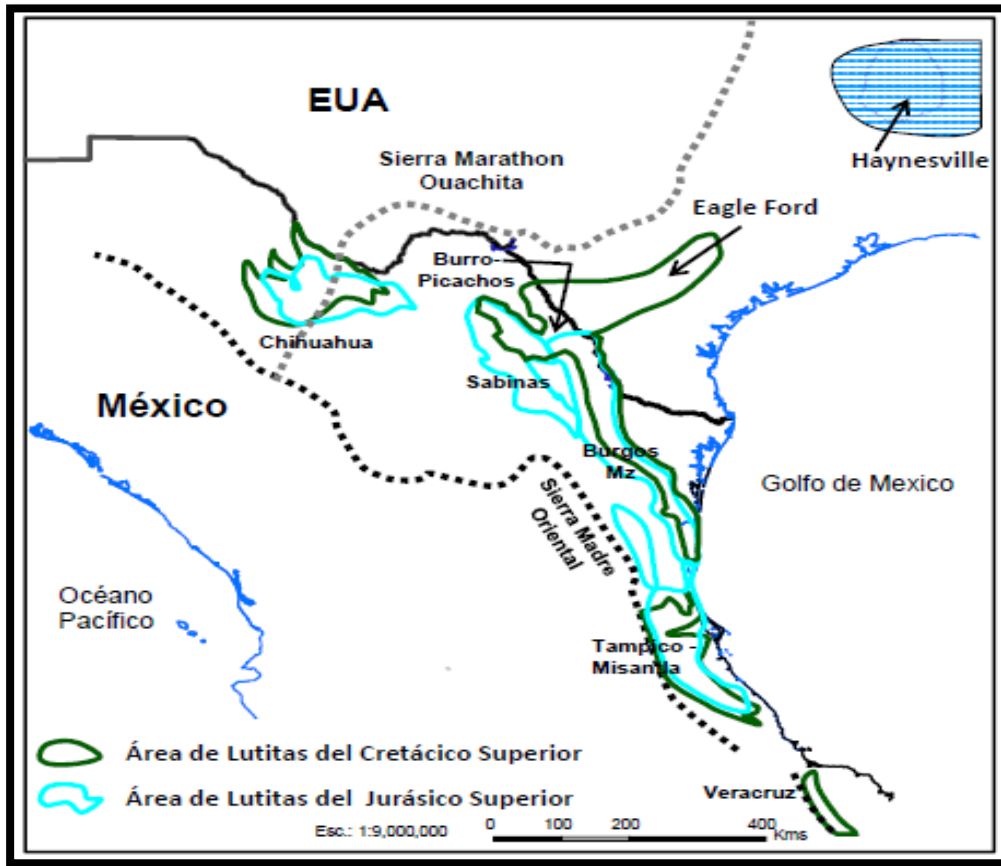 EUA
Sierra Marathon
Ouachita
Haynesville
Eagle Ford
Burro-
Picachos
Chihuahua
Sabinas
México
Burgos
Mz
Golfo de Mexico
Sierra Madre
Oriental
Océano
Pacífico
Tampico -
Misantla
Área de Lutitas del Cretácico Superior
Área de Lutitas del Jurásico Superior
Veracruz
Esc.: 1:9,000,000
0 100 200 400
Kms